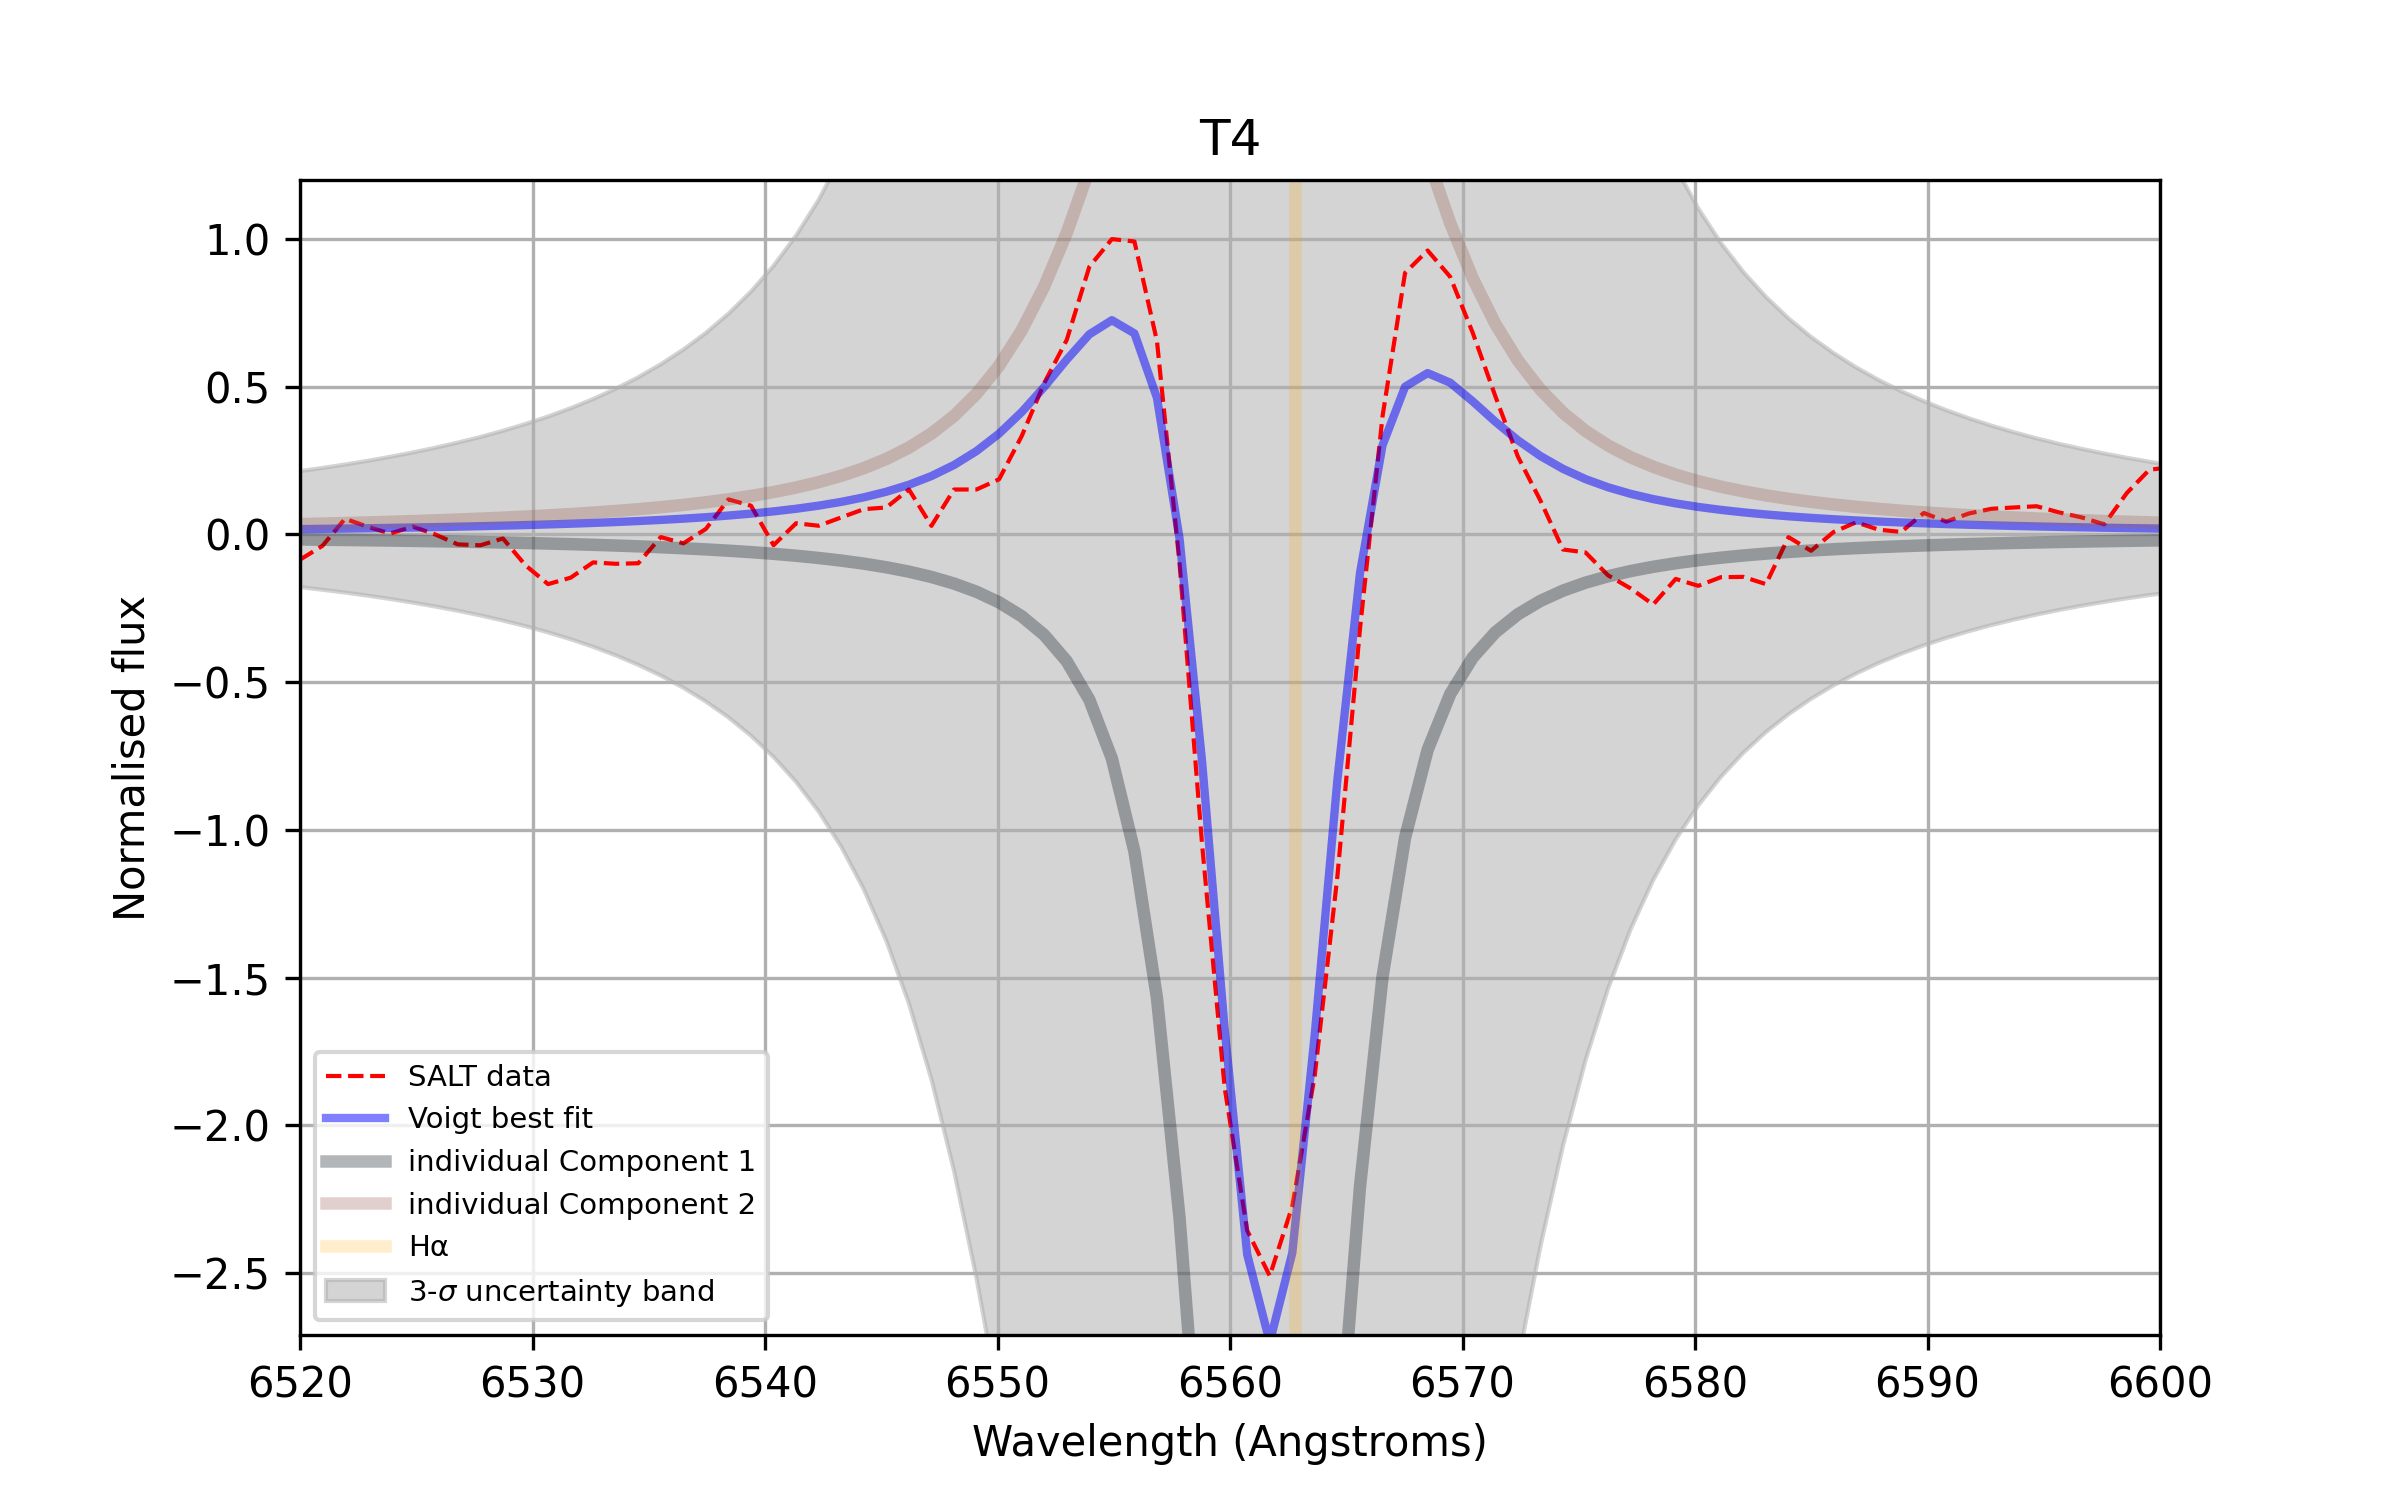 T4
Normalised flux
1.0
0.5
0.0
−0.5
−1.0
−1.5
−2.0
−2.5
SALT data
Voigt best fit
individual Component 1
individual Component 2
Hα
3-σ uncertainty band
6520 6530 6540 6550 6560 6570 6580 6590 6600
Wavelength (Angstroms)